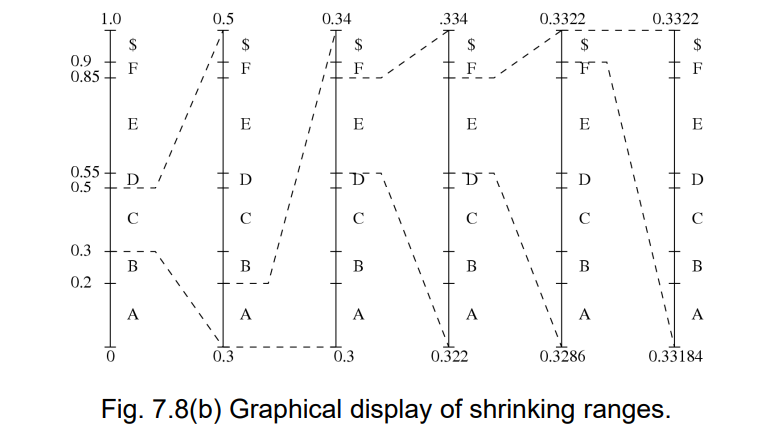 1.0 0.5 0.34 .334 0.3322 0.3322
$ $ $ $ $ $
0.9
F F F F F F
0.85
E E E E E E
0.55
D D D D D D
0.5
C C C C C C
0.3
B B B B B B
0.2
A A A A A A
0 0.3 0.3 0.322 0.3286 0.33184
Fig. 7.8(b) Graphical display of shrinking ranges.